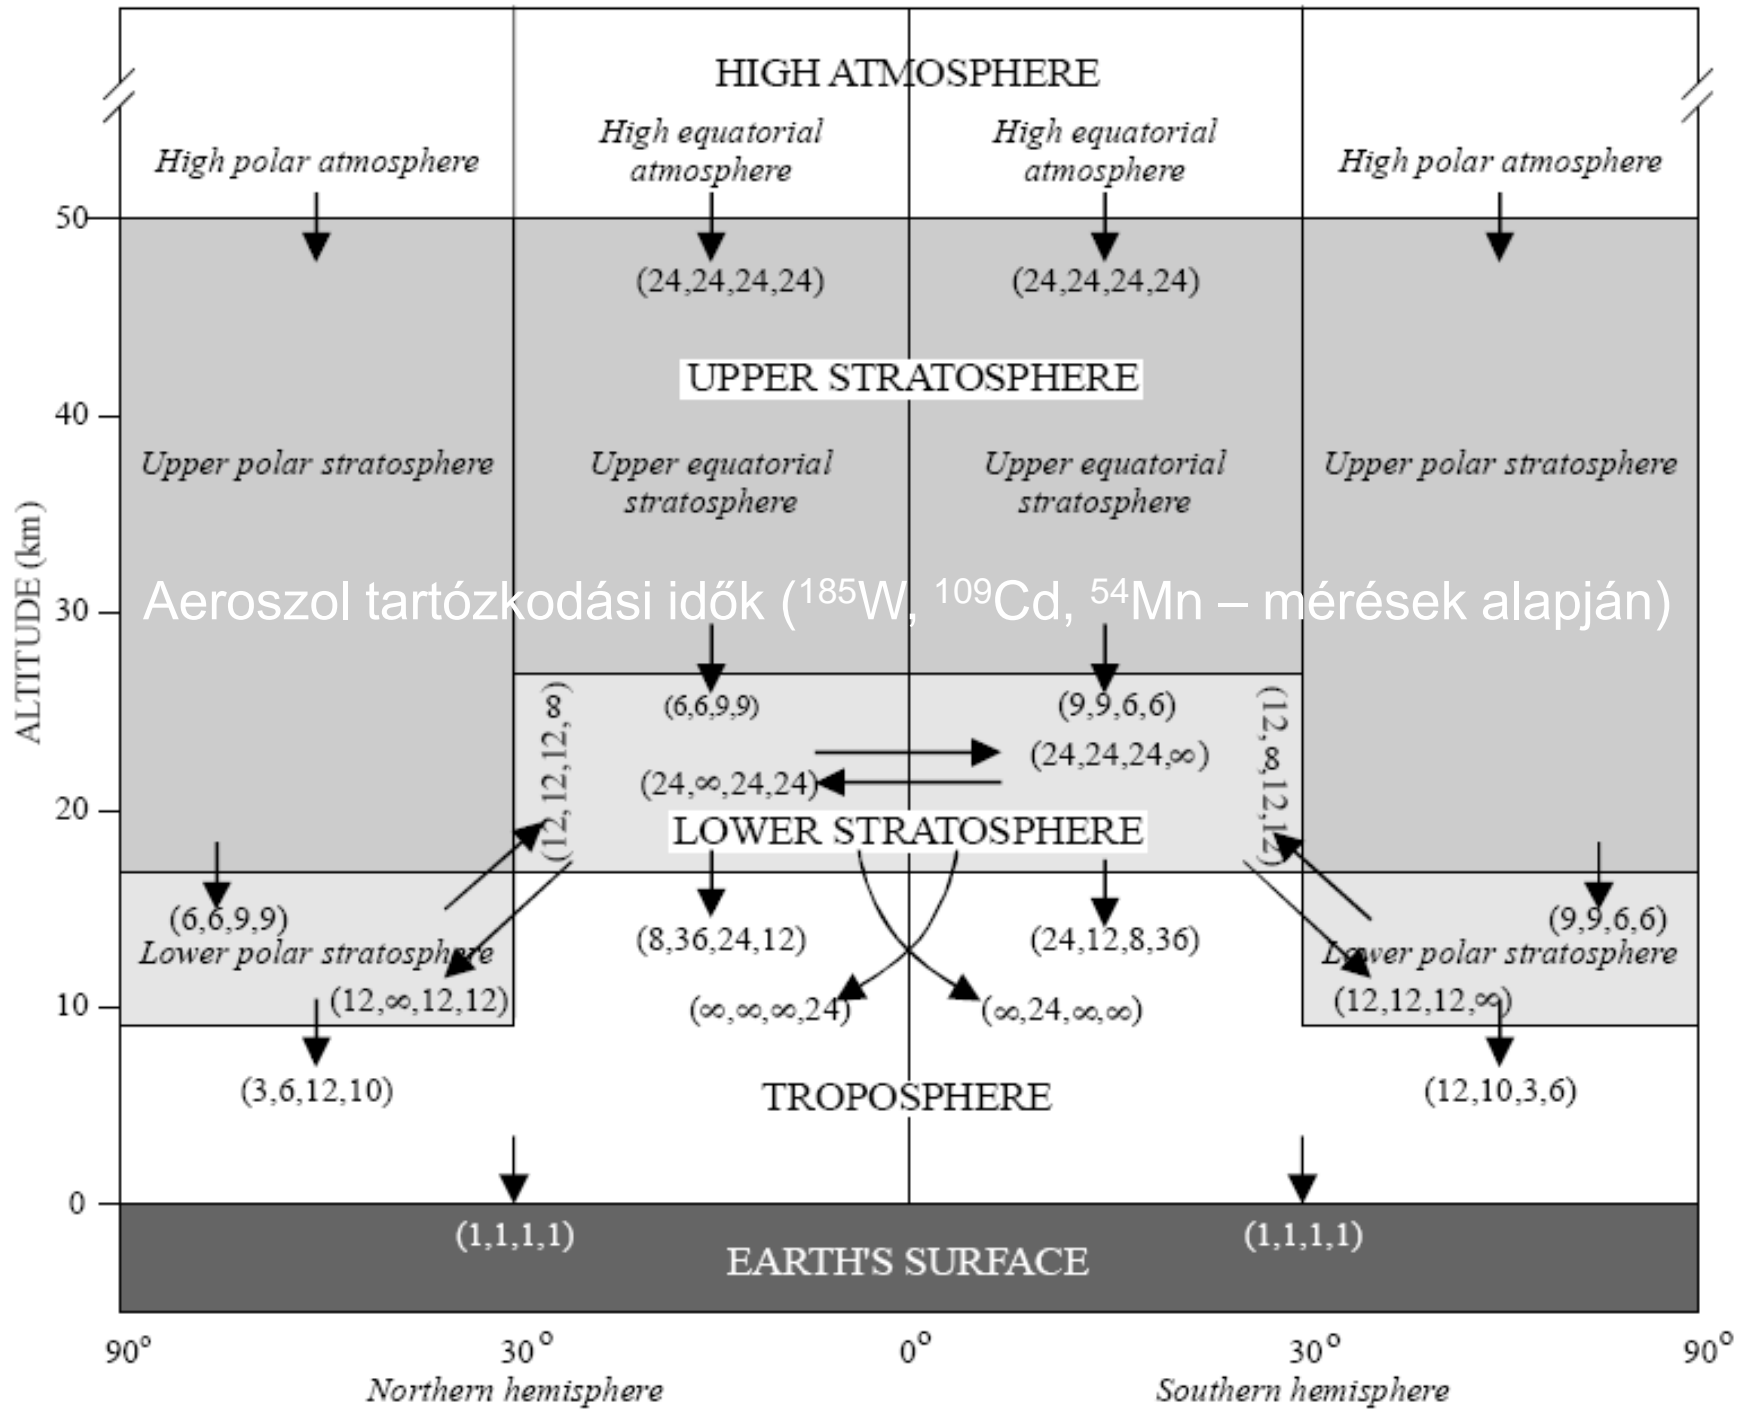 HIGH ATMOSPHERE
High polar atmosphere
High equatorial
atmosphere
High equatorial
atmosphere
High polar atmosphere
50
(24,24,24,24)
(24,24,24,24)
UPPER STRATOSPHERE
40
Upper polar stratosphere
Upper equatorial
stratosphere
Upper equatorial
stratosphere
Upper polar stratosphere
ALTITUDE (km)
30
Aeroszol tartózkodási idők (¹⁸⁵W, ¹⁰⁹Cd, ⁵⁴Mn – mérések alapján)
(12,12,12,∞)
(6,6,9,9)
(9,9,6,6)
(12,∞,12,12)
(24,24,24,∞)
(24,∞,24,24)
20
LOWER STRATOSPHERE
(6,6,9,9)
Lower polar stratosphere
(12,∞,12,12)
(8,36,24,12)
(24,12,8,36)
(9,9,6,6)
Lower polar stratosphere
(12,12,12,∞)
10
(∞,∞,∞,24)
(∞,24,∞,∞)
(3,6,12,10)
TROPOSPHERE
(12,10,3,6)
0
(1,1,1,1)
(1,1,1,1)
EARTH'S SURFACE
90°
30°
0°
30°
90°
Northern hemisphere
Southern hemisphere